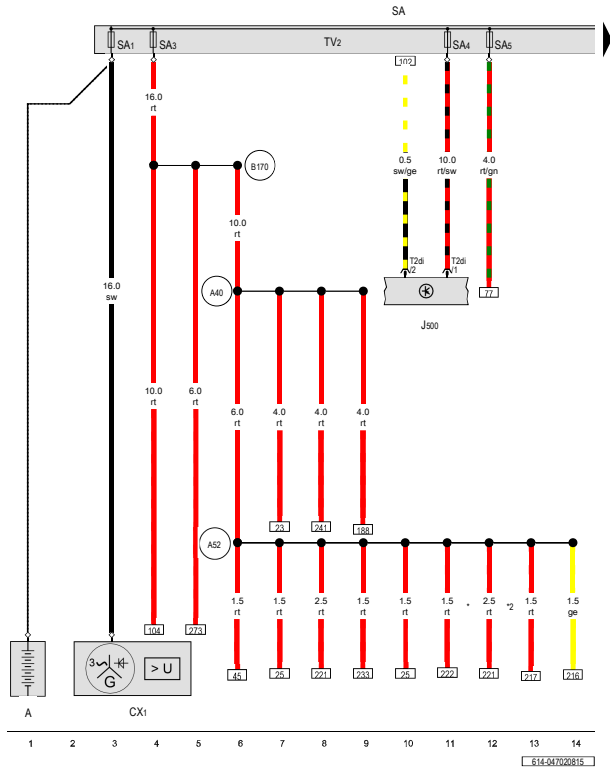 SA
SA1
SA3
TV2
SA4
SA5
102
16.0
rt
0.5
sw/ge
10.0
rt/sw
4.0
rt/gn
B170
10.0
rt
T2di
/2
T2di
/1
16.0
sw
A40
77
J500
10.0
rt
6.0
rt
6.0
rt
4.0
rt
4.0
rt
4.0
rt
23
241
188
A52
1.5
rt
1.5
rt
2.5
rt
1.5
rt
1.5
rt
1.5
rt
*
2.5
rt
*2
1.5
rt
1.5
ge
104
273
45
25
221
233
25
222
221
217
216
3
G
> U
A
CX1
1 2 3 4 5 6 7 8 9 10 11 12 13 14
614-047020815